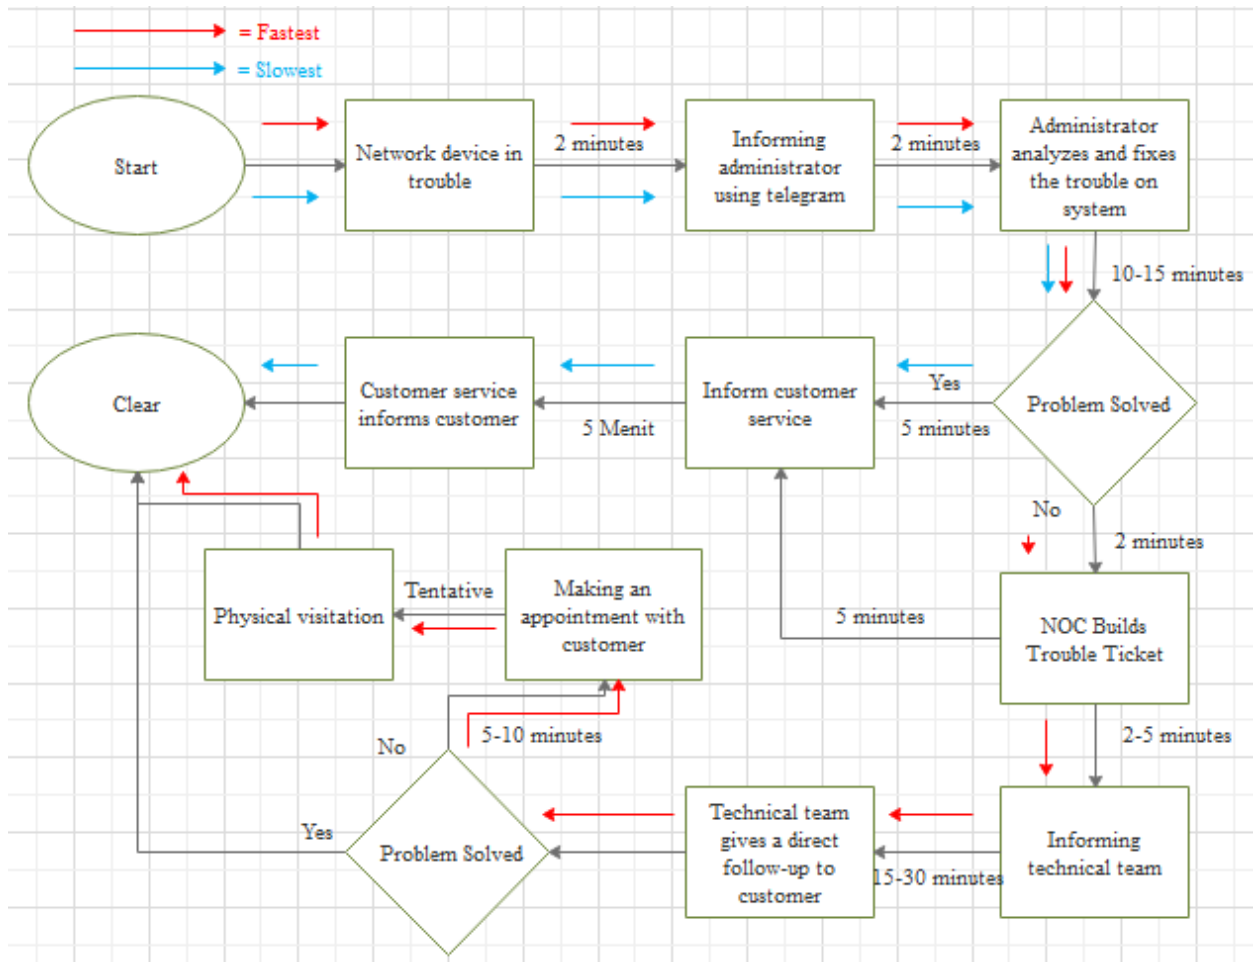 = Fastest
= Slowest
Start
Network device in
trouble
2 minutes
Informing
administrator
using telegram
2 minutes
Administrator
analyzes and fixes
the trouble on
system
10-15 minutes
Clear
Customer service
informs customer
5 Menit
Inform customer
service
Yes
5 minutes
Problem Solved
No
2 minutes
Physical visitation
Tentative
Making an
appointment with
customer
5 minutes
NOC Builds
Trouble Ticket
No
5-10 minutes
2-5 minutes
Yes
Problem Solved
Technical team
gives a direct
follow-up to
customer
15-30 minutes
Informing
technical team